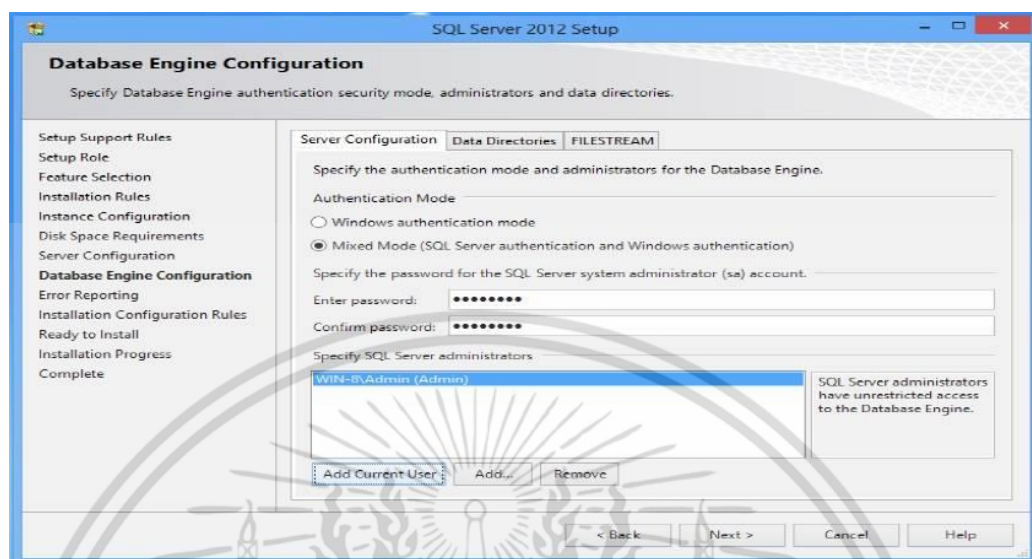 SQL Server 2012 Setup
Database Engine Configuration
Specify Database Engine authentication security mode, administrators and data directories.
Setup Support Rules
Setup Role
Feature Selection
Installation Rules
Instance Configuration
Disk Space Requirements
Server Configuration
Database Engine Configuration
Error Reporting
Installation Configuration Rules
Ready to Install
Installation Progress
Complete
Server Configuration Data Directories FILESTREAM
Specify the authentication mode and administrators for the Database Engine.
Authentication Mode
Windows authentication mode
Mixed Mode (SQL Server authentication and Windows authentication)
Specify the password for the SQL Server system administrator (sa) account.
Enter password: ●●●●●●●●
Confirm password: ●●●●●●●●
Specify SQL Server administrators
WIN-8\Admin (Admin)
SQL Server administrators
have unrestricted access
to the Database Engine.
Add Current User Add... Remove
< Back Next > Cancel Help